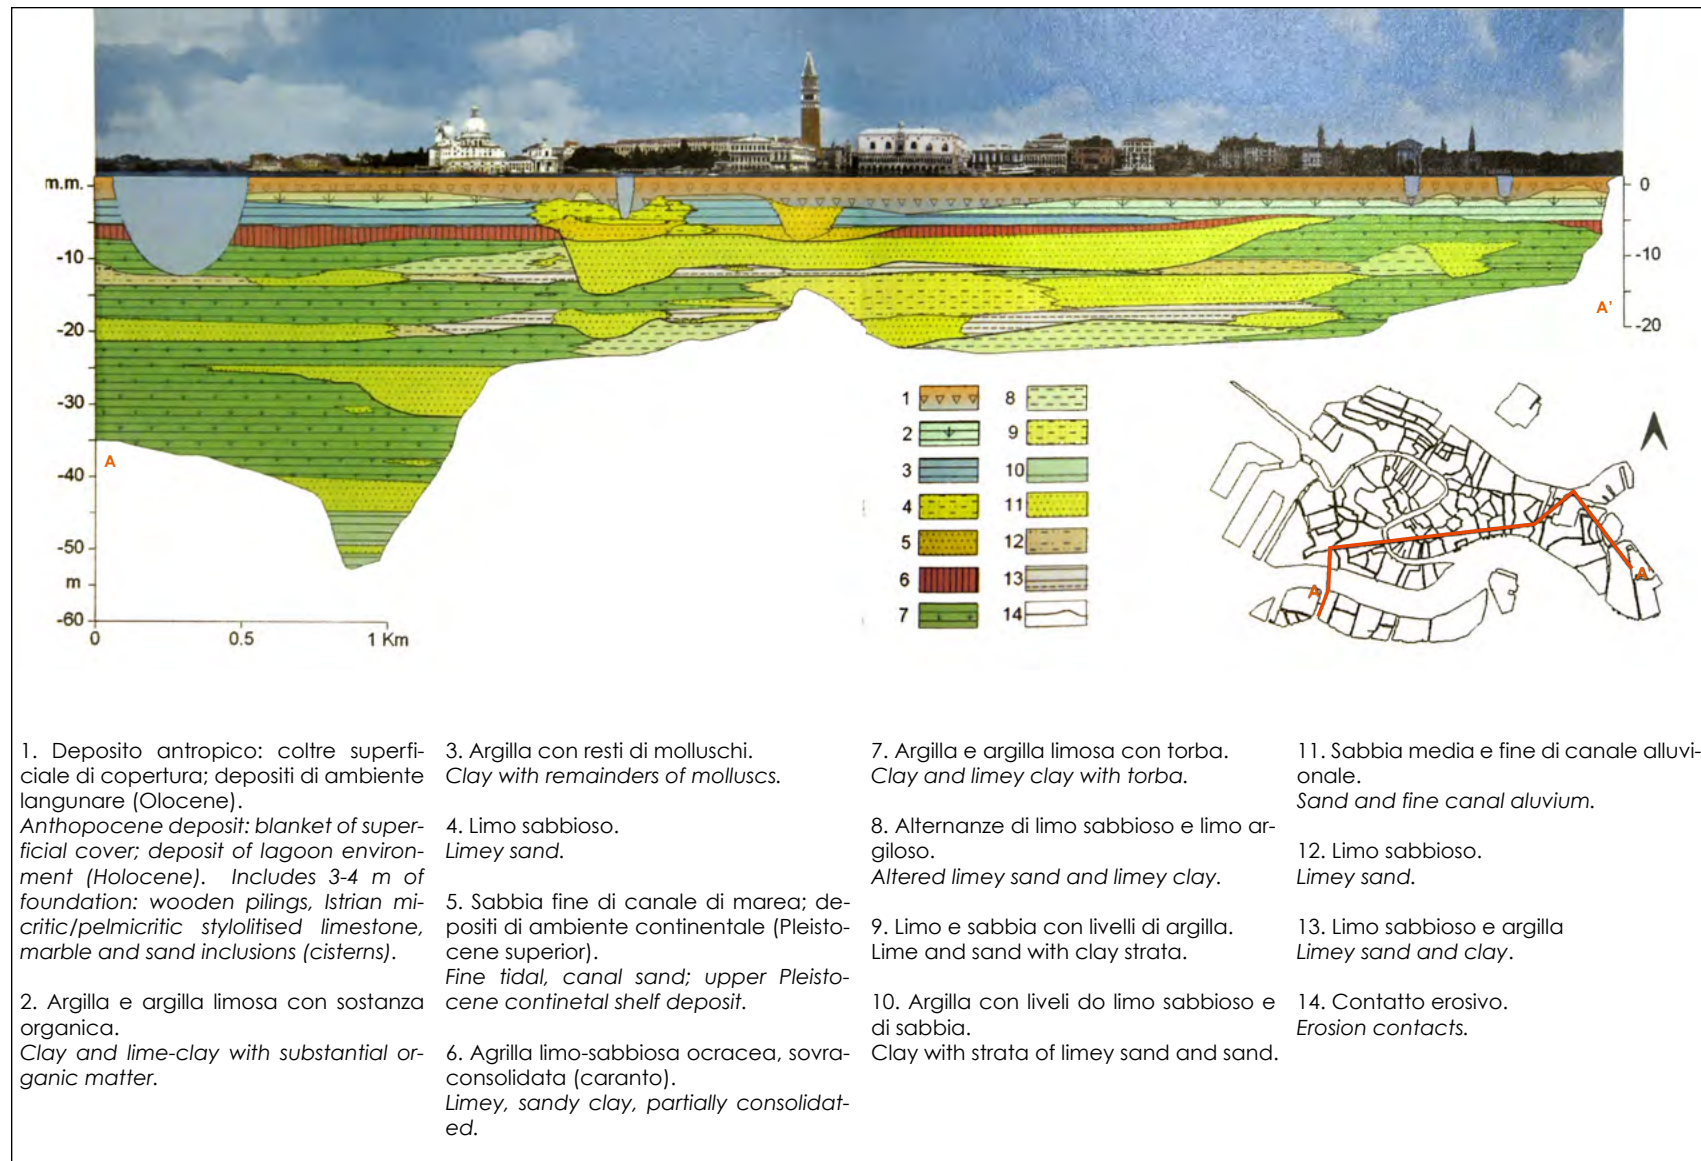 m.m.
-10
-20
-30
-40
-50
m
-60
0
0.5
1 Km
0
-10
-20
A
A'
1
2
3
4
5
6
7
8
9
10
11
12
13
14
A
A
1. Deposito antropico: coltre superfi-
ciale di copertura; depositi di ambiente
langunare (Olocene).
Anthopocene deposit: blanket of super-
ficial cover; deposit of lagoon environ-
ment (Holocene). Includes 3-4 m of
foundation: wooden pilings, Istrian mi-
critic/pelmicritic stylolitised limestone,
marble and sand inclusions (cisterns).
2. Argilla e argilla limosa con sostanza
organica.
Clay and lime-clay with substantial or-
ganic matter.
3. Argilla con resti di molluschi.
Clay with remainders of molluscs.
4. Limo sabbioso.
Limey sand.
5. Sabbia fine di canale di marea; de-
positi di ambiente continentale (Pleisto-
cene superior).
Fine tidal, canal sand; upper Pleisto-
cene continetal shelf deposit.
6. Agrilla limo-sabbiosa ocracea, sovra-
consolidata (caranto).
Limey, sandy clay, partially consolidat-
ed.
7. Argilla e argilla limosa con torba.
Clay and limey clay with torba.
8. Alternanze di limo sabbioso e limo ar-
giloso.
Altered limey sand and limey clay.
9. Limo e sabbia con livelli di argilla.
Lime and sand with clay strata.
10. Argilla con liveli do limo sabbioso e
di sabbia.
Clay with strata of limey sand and sand.
11. Sabbia media e fine di canale alluvi-
onale.
Sand and fine canal aluvium.
12. Limo sabbioso.
Limey sand.
13. Limo sabbioso e argilla
Limey sand and clay.
14. Contatto erosivo.
Erosion contacts.